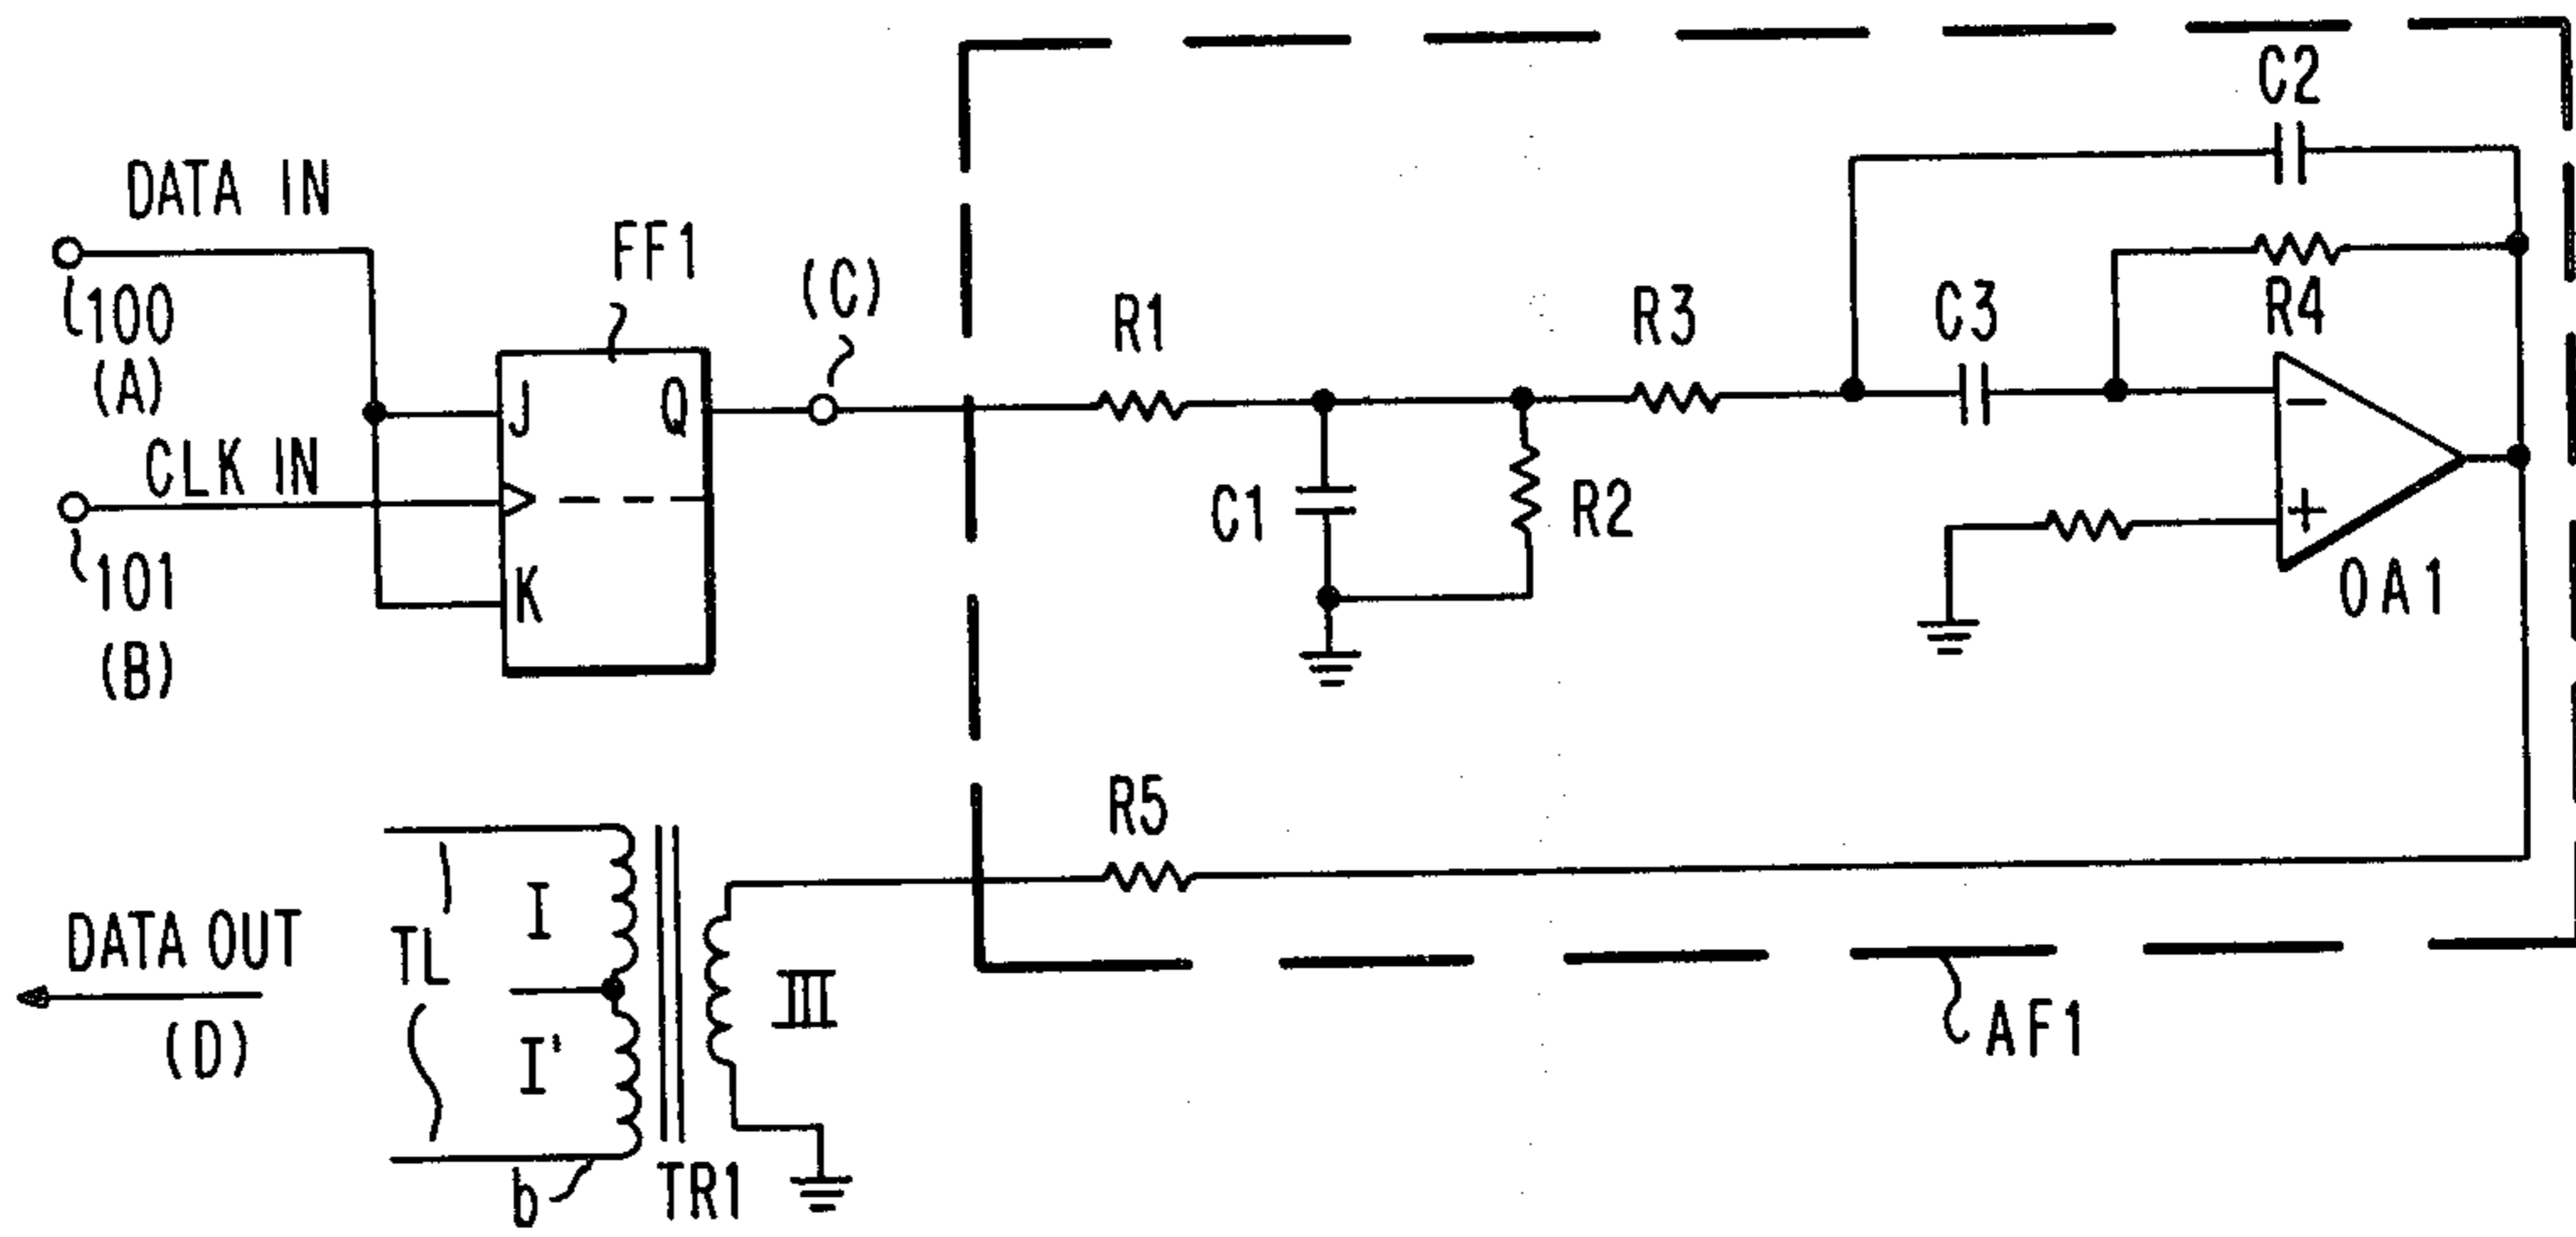 DATA IN
100
(A)
CLK IN
101
(B)
FF1
J
Q
K
(C)
R1
C1
R2
R3
C2
C3
R4
−
+
OA1
R5
AF1
DATA OUT
(D)
TL
I
I'
III
b
TR1